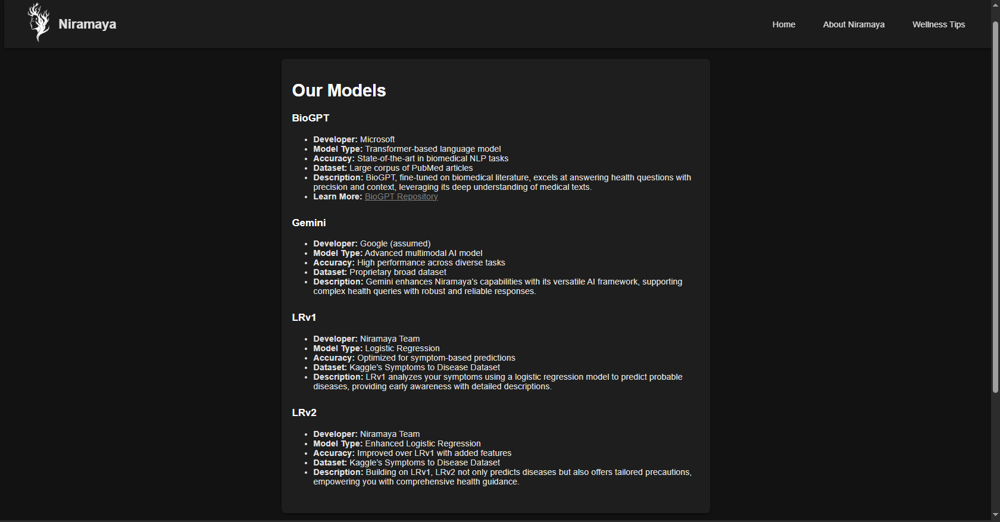 Niramaya
Home
About Niramaya
Wellness Tips
Our Models
BioGPT
• Developer: Microsoft
• Model Type: Transformer-based language model
• Accuracy: State-of-the-art in biomedical NLP tasks
• Dataset: Large corpus of PubMed articles
• Description: BioGPT, fine-tuned on biomedical literature, excels at answering health questions with
precision and context, leveraging its deep understanding of medical texts.
• Learn More: BioGPT Repository
Gemini
• Developer: Google (assumed)
• Model Type: Advanced multimodal AI model
• Accuracy: High performance across diverse tasks
• Dataset: Proprietary broad dataset
• Description: Gemini enhances Niramaya’s capabilities with its versatile AI framework, supporting
complex health queries with robust and reliable responses.
LRv1
• Developer: Niramaya Team
• Model Type: Logistic Regression
• Accuracy: Optimized for symptom-based predictions
• Dataset: Kaggle’s Symptoms to Disease Dataset
• Description: LRv1 analyzes your symptoms using a logistic regression model to predict probable
diseases, providing early awareness with detailed descriptions.
LRv2
• Developer: Niramaya Team
• Model Type: Enhanced Logistic Regression
• Accuracy: Improved over LRv1 with added features
• Dataset: Kaggle’s Symptoms to Disease Dataset
• Description: Building on LRv1, LRv2 not only predicts diseases but also offers tailored precautions,
empowering you with comprehensive health guidance.